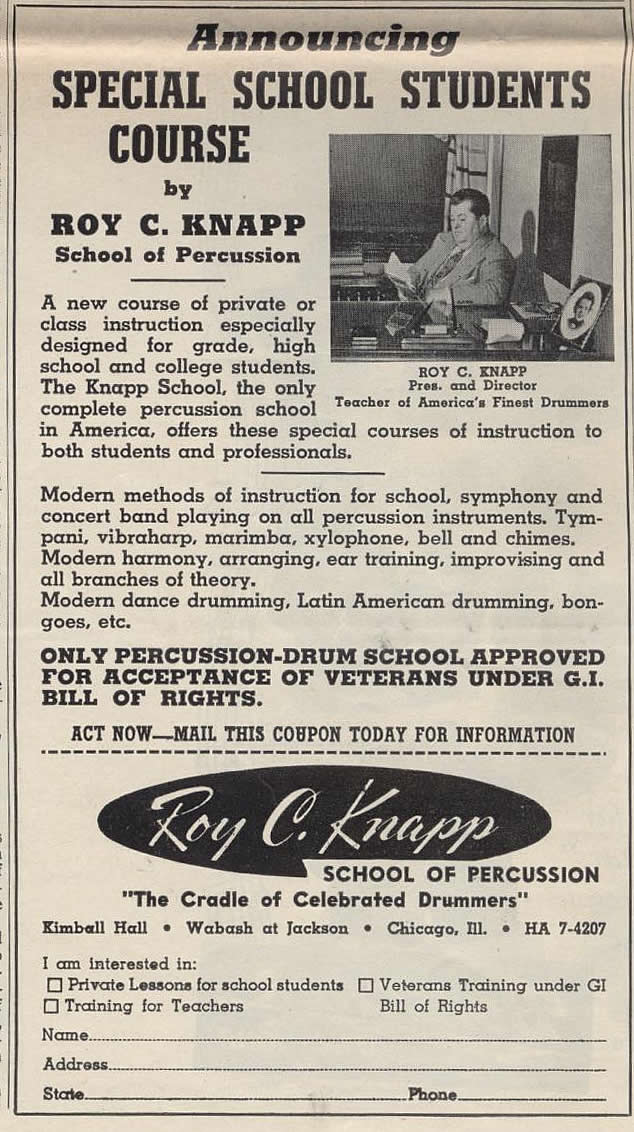 Announcing
SPECIAL SCHOOL STUDENTS
COURSE
by
ROY C. KNAPP
School of Percussion
A new course of private or
class instruction especially
designed for grade, high
school and college students.
The Knapp School, the only
complete percussion school
in America, offers these special courses of instruction to
both students and professionals.
ROY C. KNAPP
Pres. and Director
Teacher of America's Finest Drummers
Modern methods of instruction for school, symphony and
concert band playing on all percussion instruments. Tym-
pani, vibraharp, marimba, xylophone, bell and chimes.
Modern harmony, arranging, ear training, improvising and
all branches of theory.
Modern dance drumming, Latin American drumming, bon-
goes, etc.
ONLY PERCUSSION-DRUM SCHOOL APPROVED
FOR ACCEPTANCE OF VETERANS UNDER G.I.
BILL OF RIGHTS.
ACT NOW—MAIL THIS COUPON TODAY FOR INFORMATION
Roy C. Knapp
SCHOOL OF PERCUSSION
"The Cradle of Celebrated Drummers"
Kimball Hall • Wabash at Jackson • Chicago, Ill. • HA 7-4207
I am interested in:
☐ Private Lessons for school students ☐ Veterans Training under GI
☐ Training for Teachers Bill of Rights
Name
Address
State Phone